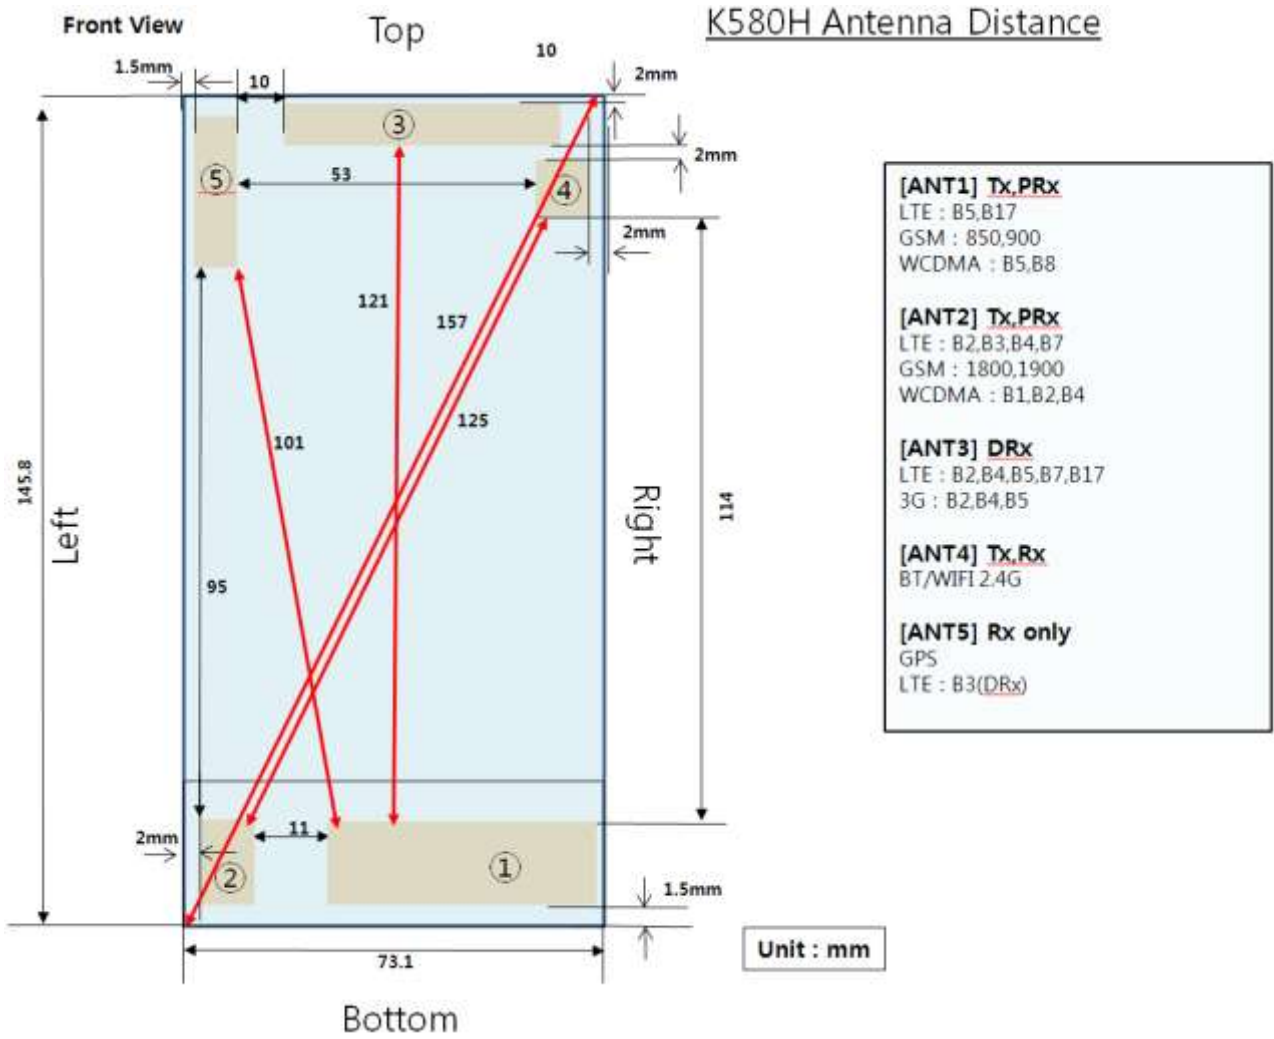 Front View
Top
K580H Antenna Distance
10
1.5mm
10
2mm
③
2mm
⑤
53
④
2mm
121
157
125
101
145.8
Left
Right
114
95
2mm
11
②
①
1.5mm
73.1
Unit : mm
Bottom
[ANT1] Tx,PRx
LTE : B5,B17
GSM : 850,900
WCDMA : B5,B8
[ANT2] Tx,PRx
LTE : B2,B3,B4,B7
GSM : 1800,1900
WCDMA : B1,B2,B4
[ANT3] DRx
LTE : B2,B4,B5,B7,B17
3G : B2,B4,B5
[ANT4] Tx,Rx
BT/WIFI 2.4G
[ANT5] Rx only
GPS
LTE : B3(DRx)